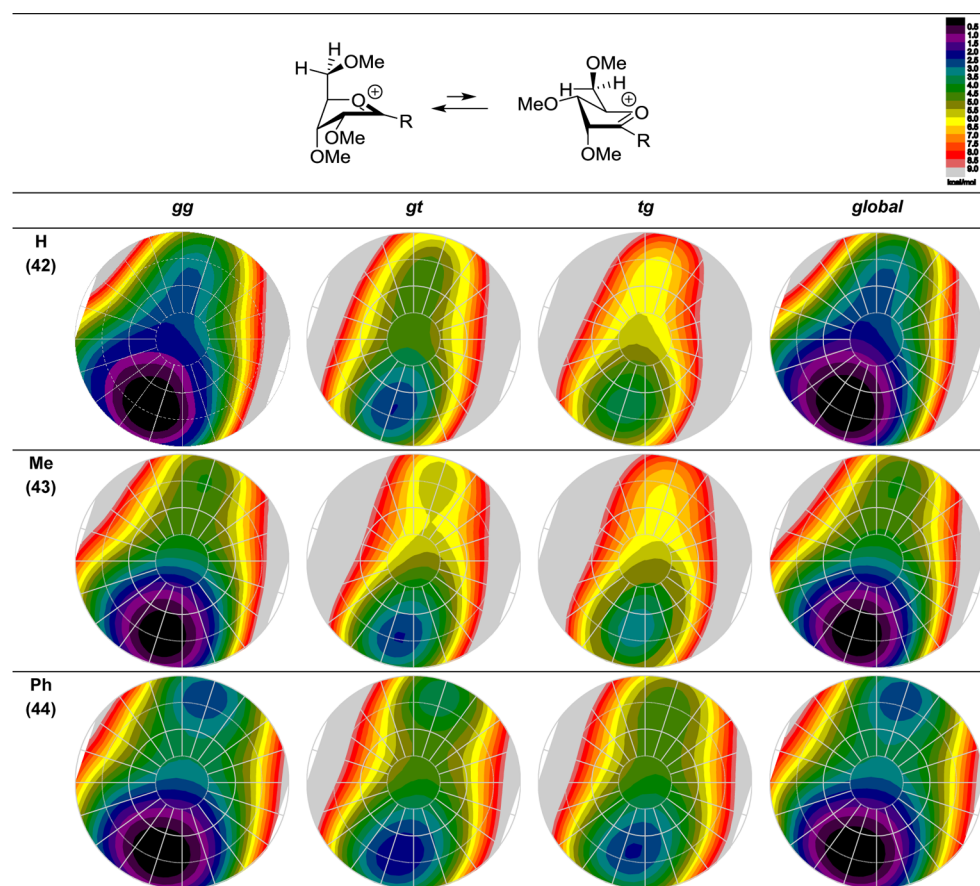 H
H
OMe
O
⊕
R
OMe
OMe
OMe
H
H
MeO
⊕
O
R
OMe
0.5
1.0
1.5
2.0
2.5
3.0
3.5
4.0
4.5
5.0
5.5
6.0
6.5
7.0
7.5
8.0
8.5
9.0
kcal/mol
gg gt tg global
H
(42)
Me
(43)
Ph
(44)